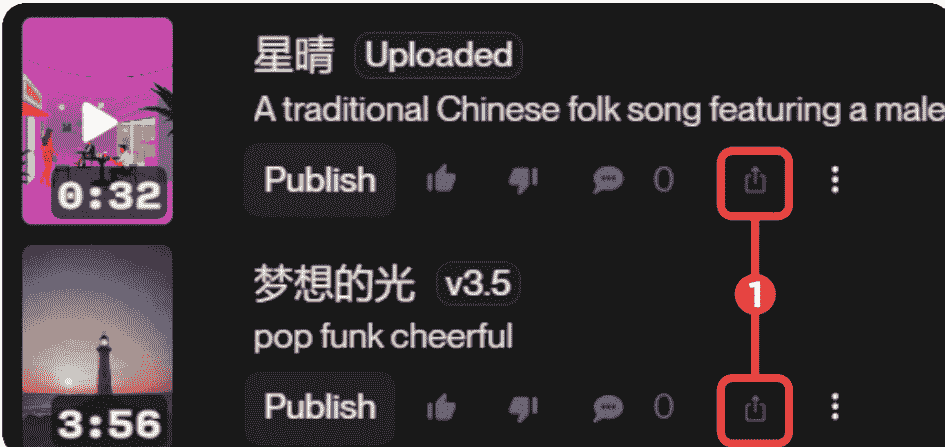 星晴 Uploaded
A traditional Chinese folk song featuring a male
0:32
Publish 0
1
梦想的光 v3.5
pop funk cheerful
3:56
Publish 0